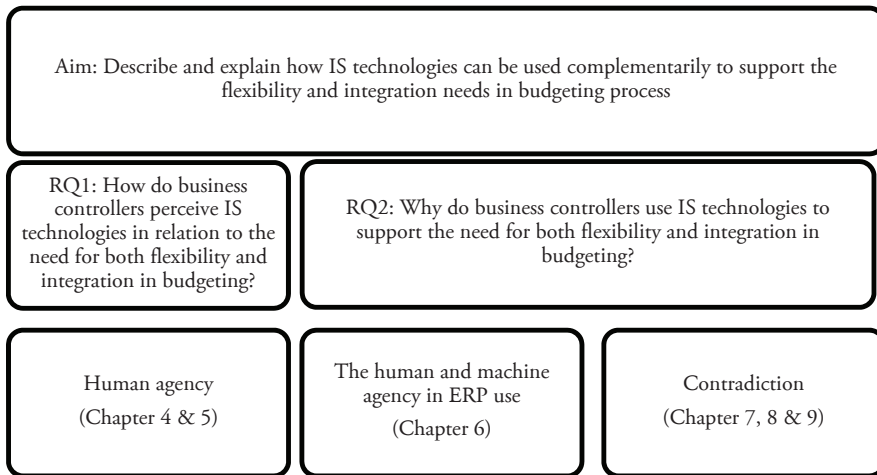 Aim: Describe and explain how IS technologies can be used complementarily to support the
flexibility and integration needs in budgeting process
RQ1: How do business
controllers perceive IS
technologies in relation to the
need for both flexibility and
integration in budgeting?
RQ2: Why do business controllers use IS technologies to
support the need for both flexibility and integration in
budgeting?
Human agency
(Chapter 4 & 5)
The human and machine
agency in ERP use
(Chapter 6)
Contradiction
(Chapter 7, 8 & 9)